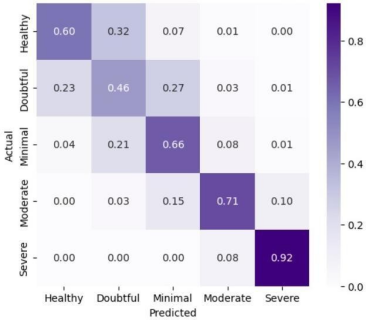 Healthy 0.60 0.32 0.07 0.01 0.00
Doubtful 0.23 0.46 0.27 0.03 0.01
Minimal 0.04 0.21 0.66 0.08 0.01
Moderate 0.00 0.03 0.15 0.71 0.10
Severe 0.00 0.00 0.00 0.08 0.92
Actual
Healthy Doubtful Minimal Moderate Severe
Predicted
0.8
0.6
0.4
0.2
0.0